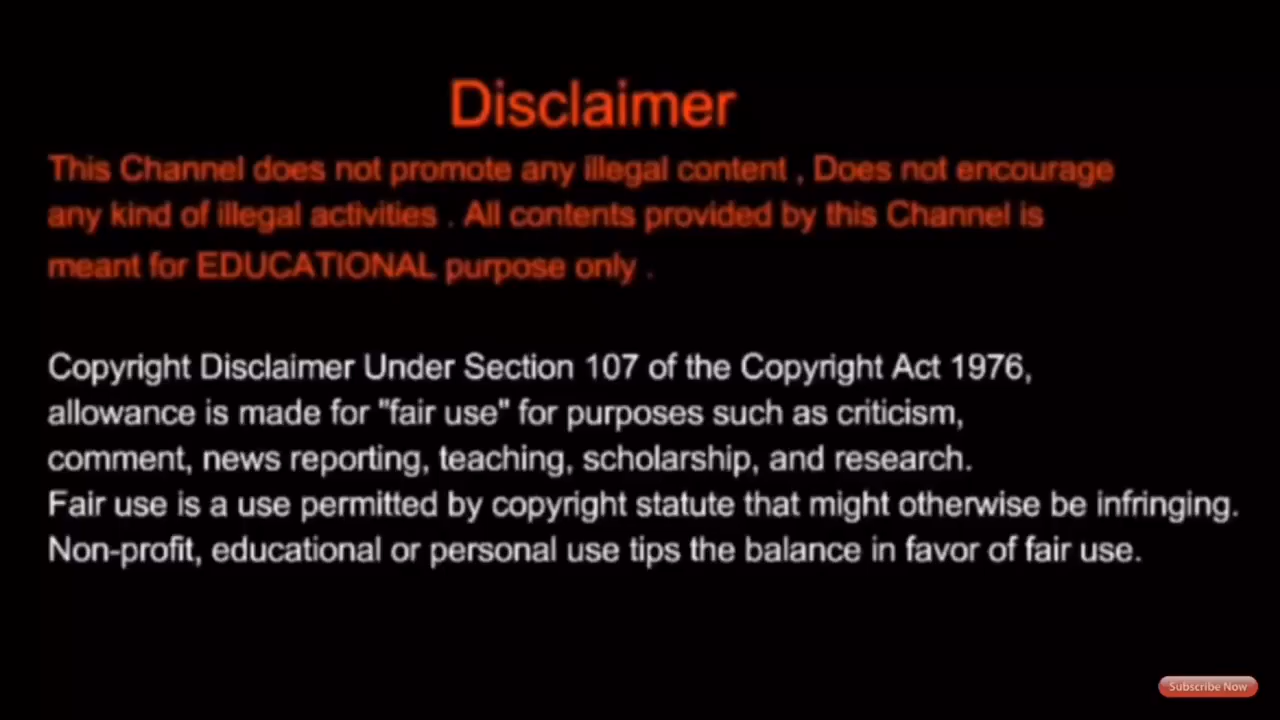 Disclaimer
This Channel does not promote any illegal content , Does not encourage
any kind of illegal activities . All contents provided by this Channel is
meant for EDUCATIONAL purpose only .
Copyright Disclaimer Under Section 107 of the Copyright Act 1976,
allowance is made for "fair use" for purposes such as criticism,
comment, news reporting, teaching, scholarship, and research.
Fair use is a use permitted by copyright statute that might otherwise be infringing.
Non-profit, educational or personal use tips the balance in favor of fair use.
Subscribe Now